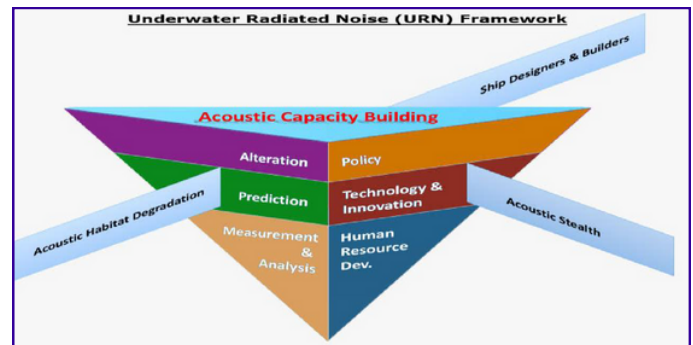 Underwater Radiated Noise (URN) Framework
Ship Designers & Builders
Acoustic Capacity Building
Alteration
Policy
Prediction
Technology &
Innovation
Acoustic Habitat Degradation
Acoustic Stealth
Measurement
&
Analysis
Human
Resource
Dev.